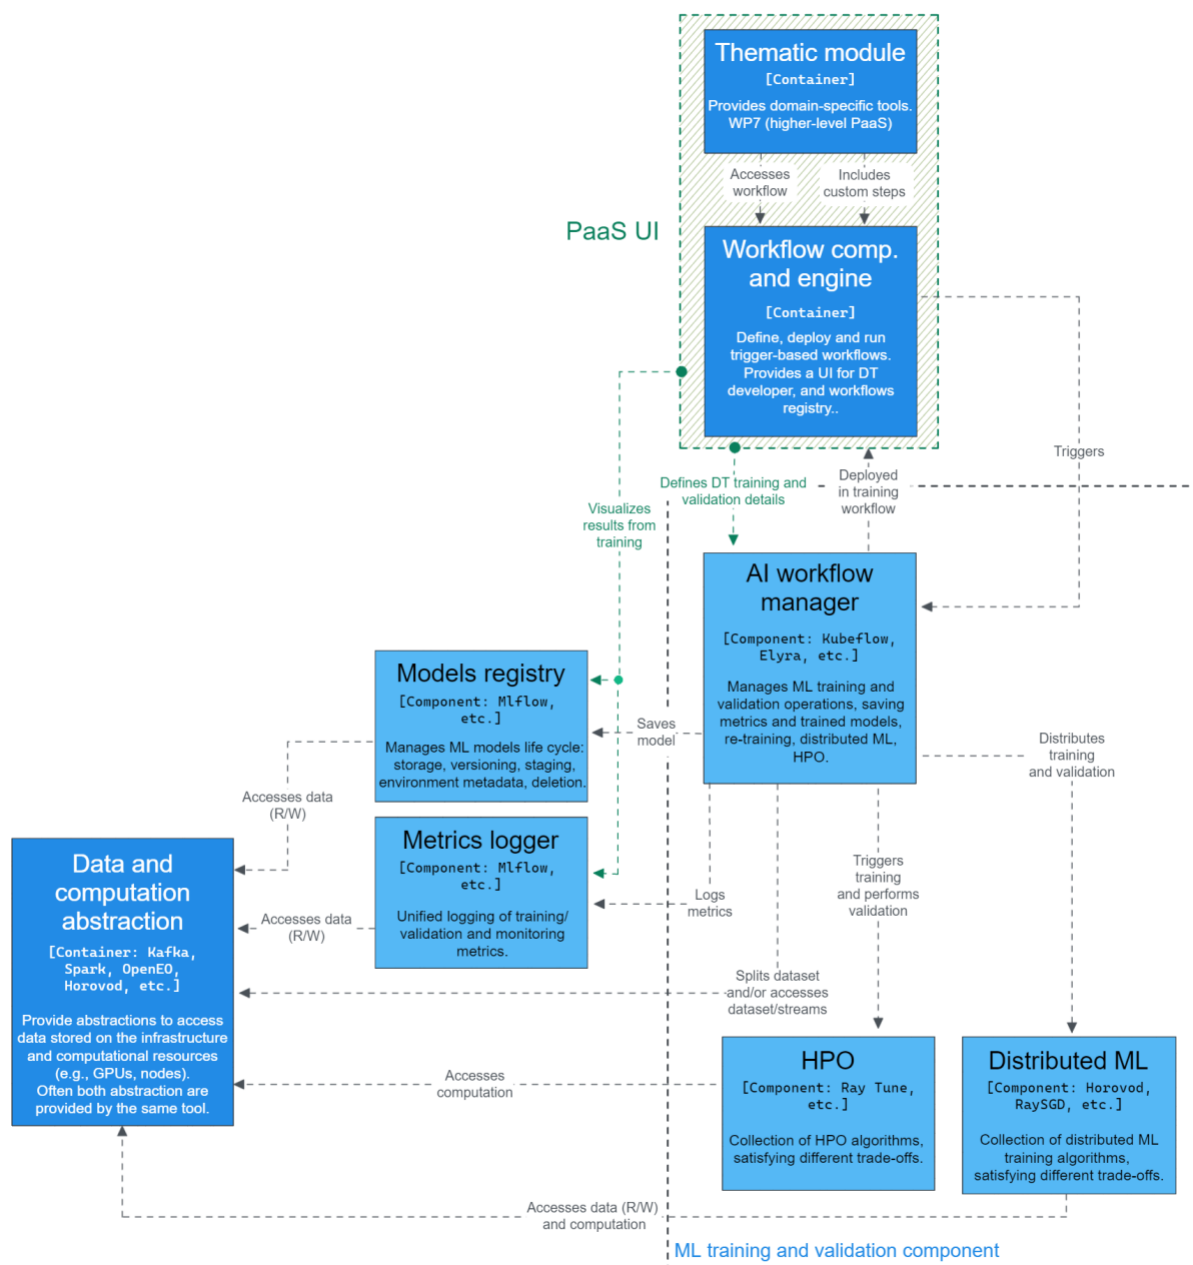 Thematic module
[Container]
Provides domain-specific tools.
WP7 (higher-level PaaS)
Accesses
workflow
Includes
custom steps
PaaS UI
Workflow comp.
and engine
[Container]
Define, deploy and run
trigger-based workflows.
Provides a UI for DT
developer, and workflows
registry..
Triggers
Defines DT training and
validation details
Deployed
in training
workflow
Visualizes
results from
training
AI workflow
manager
[Component: Kubeflow,
Elyra, etc.]
Manages ML training and
validation operations, saving
metrics and trained models,
re-training, distributed ML,
HPO.
Models registry
[Component: Mlflow,
etc.]
Manages ML models life cycle:
storage, versioning, staging,
environment metadata, deletion.
Saves
model
Distributes
training
and validation
Accesses data
(R/W)
Metrics logger
[Component: Mlflow,
etc.]
Unified logging of training/
validation and monitoring
metrics.
Logs
metrics
Triggers
training
and performs
validation
Data and
computation
abstraction
[Container: Kafka,
Spark, OpenEO,
Horovod, etc.]
Provide abstractions to access
data stored on the infrastructure
and computational resources
(e.g., GPUs, nodes).
Often both abstraction are
provided by the same tool.
Accesses data
(R/W)
Splits dataset
and/or accesses
dataset/streams
Accesses
computation
HPO
[Component: Ray Tune,
etc.]
Collection of HPO algorithms,
satisfying different trade-offs.
Distributed ML
[Component: Horovod,
RaySGD, etc.]
Collection of distributed ML
training algorithms,
satisfying different trade-offs.
Accesses data (R/W)
and computation
ML training and validation component